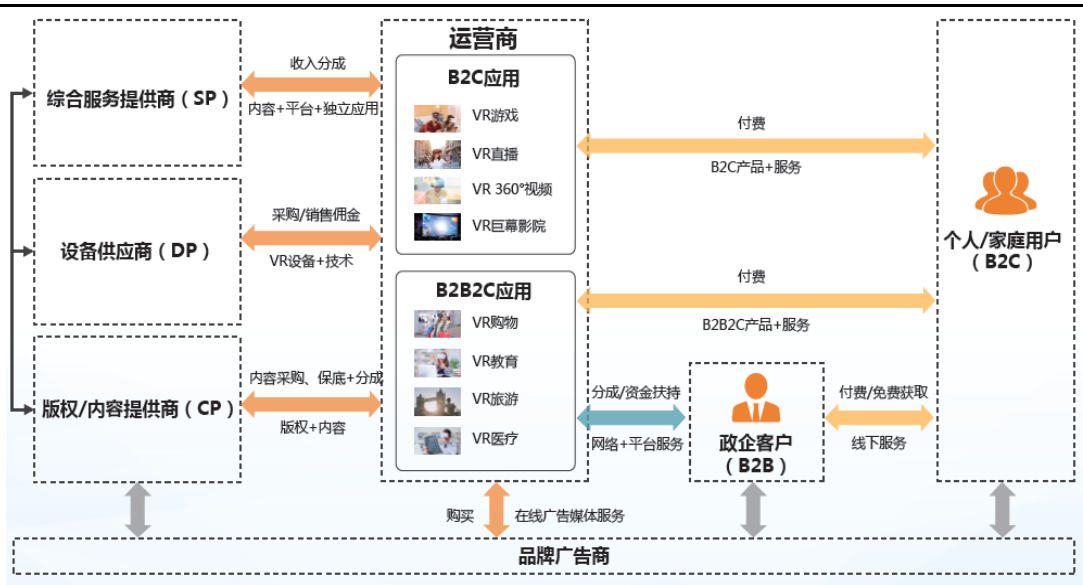 运营商
综合服务提供商（SP）
收入分成
内容+平台+独立应用
B2C应用
VR游戏
VR直播
VR 360°视频
VR巨幕影院
付费
B2C产品+服务
设备供应商（DP）
采购/销售佣金
VR设备+技术
个人/家庭用户
（B2C）
B2B2C应用
VR购物
VR教育
VR旅游
VR医疗
付费
B2B2C产品+服务
版权/内容提供商（CP）
内容采购、保底+分成
版权+内容
分成/资金扶持
网络+平台服务
政企客户
（B2B）
付费/免费获取
线下服务
购买
在线广告媒体服务
品牌广告商